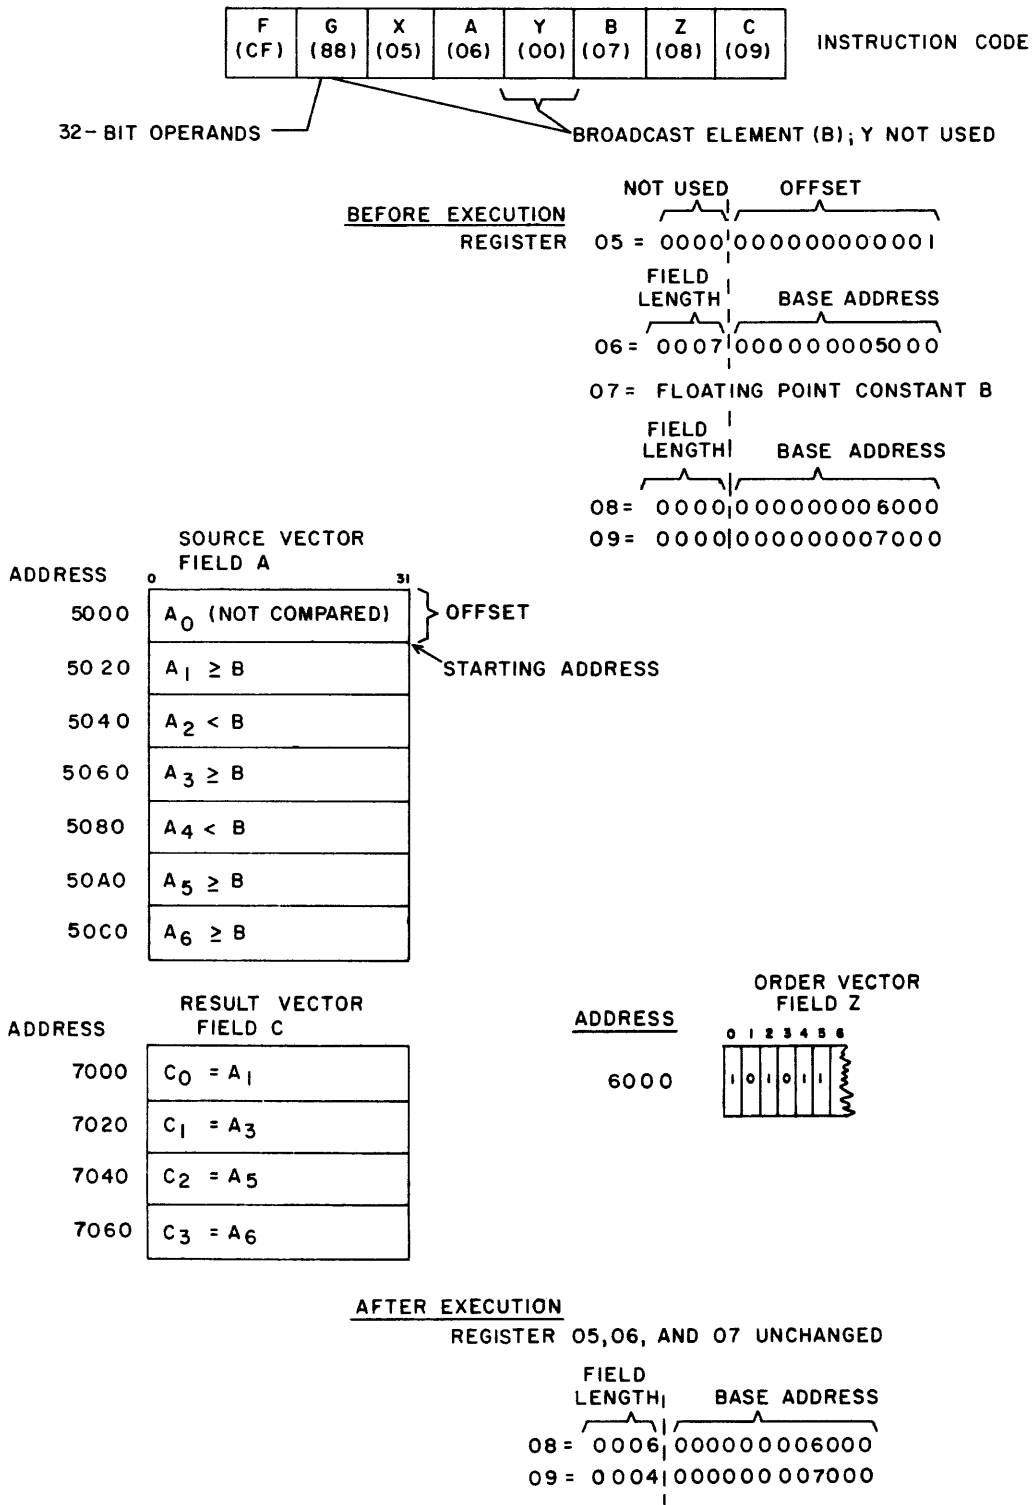 F G X A Y B Z C
(CF) (88) (05) (06) (00) (07) (08) (09)
INSTRUCTION CODE
32-BIT OPERANDS
BROADCAST ELEMENT (B); Y NOT USED
NOT USED OFFSET
BEFORE EXECUTION
REGISTER 05 = 0000 000000000001
FIELD
LENGTH BASE ADDRESS
06 = 0007 000000005000
07 = FLOATING POINT CONSTANT B
FIELD
LENGTH BASE ADDRESS
08 = 0000 000000006000
09 = 0000 000000007000
SOURCE VECTOR
FIELD A
ADDRESS 0 31
5000 A0 (NOT COMPARED) OFFSET
STARTING ADDRESS
5020 A1 ≥ B
5040 A2 < B
5060 A3 ≥ B
5080 A4 < B
50A0 A5 ≥ B
50C0 A6 ≥ B
RESULT VECTOR
FIELD C
ADDRESS
7000 C0 = A1
7020 C1 = A3
7040 C2 = A5
7060 C3 = A6
ORDER VECTOR
FIELD Z
ADDRESS
0 1 2 3 4 5 6
6000 1 0 1 0 1 1
AFTER EXECUTION
REGISTER 05,06, AND 07 UNCHANGED
FIELD
LENGTH BASE ADDRESS
08 = 0006 000000006000
09 = 0004 000000007000